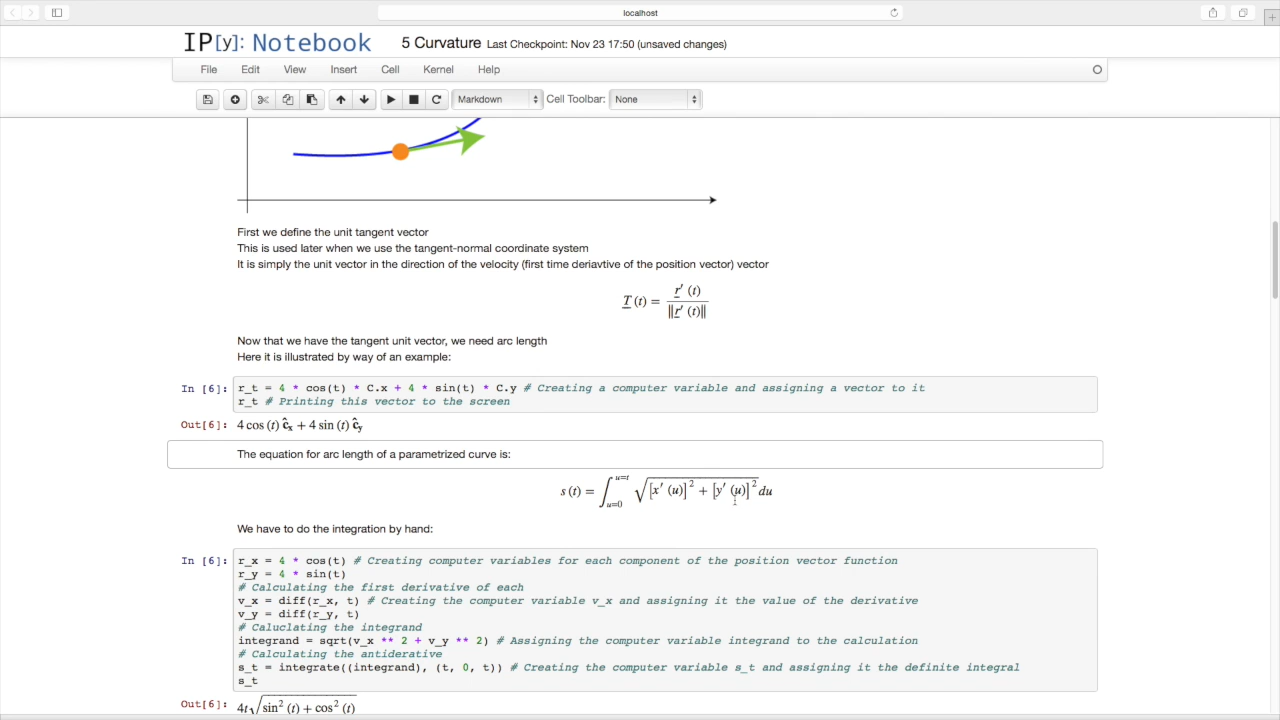 localhost
IP[y]: Notebook 5 Curvature Last Checkpoint: Nov 23 17:50 (unsaved changes)
File Edit View Insert Cell Kernel Help
Markdown Cell Toolbar: None
First we define the unit tangent vector
This is used later when we use the tangent-normal coordinate system
It is simply the unit vector in the direction of the velocity (first time deriavtive of the position vector) vector
T (t) = r′ (t) / ‖r′ (t)‖
Now that we have the tangent unit vector, we need arc length
Here it is illustrated by way of an example:
In [6]: r_t = 4 * cos(t) * C.x + 4 * sin(t) * C.y # Creating a computer variable and assigning a vector to it
r_t # Printing this vector to the screen
Out[6]: 4 cos (t) ĉₓ + 4 sin (t) ĉᵧ
The equation for arc length of a parametrized curve is:
s (t) = ∫_{u=0}^{u=t} √([x′ (u)]² + [y′ (u)]²) du
We have to do the integration by hand:
In [6]: r_x = 4 * cos(t) # Creating computer variables for each component of the position vector function
r_y = 4 * sin(t)
# Calculating the first derivative of each
v_x = diff(r_x, t) # Creating the computer variable v_x and assigning it the value of the derivative
v_y = diff(r_y, t)
# Caluclating the integrand
integrand = sqrt(v_x ** 2 + v_y ** 2) # Assigning the computer variable integrand to the calculation
# Calculating the antiderative
s_t = integrate((integrand), (t, 0, t)) # Creating the computer variable s_t and assigning it the definite integral
s_t
Out[6]: 4t√(sin² (t) + cos² (t))